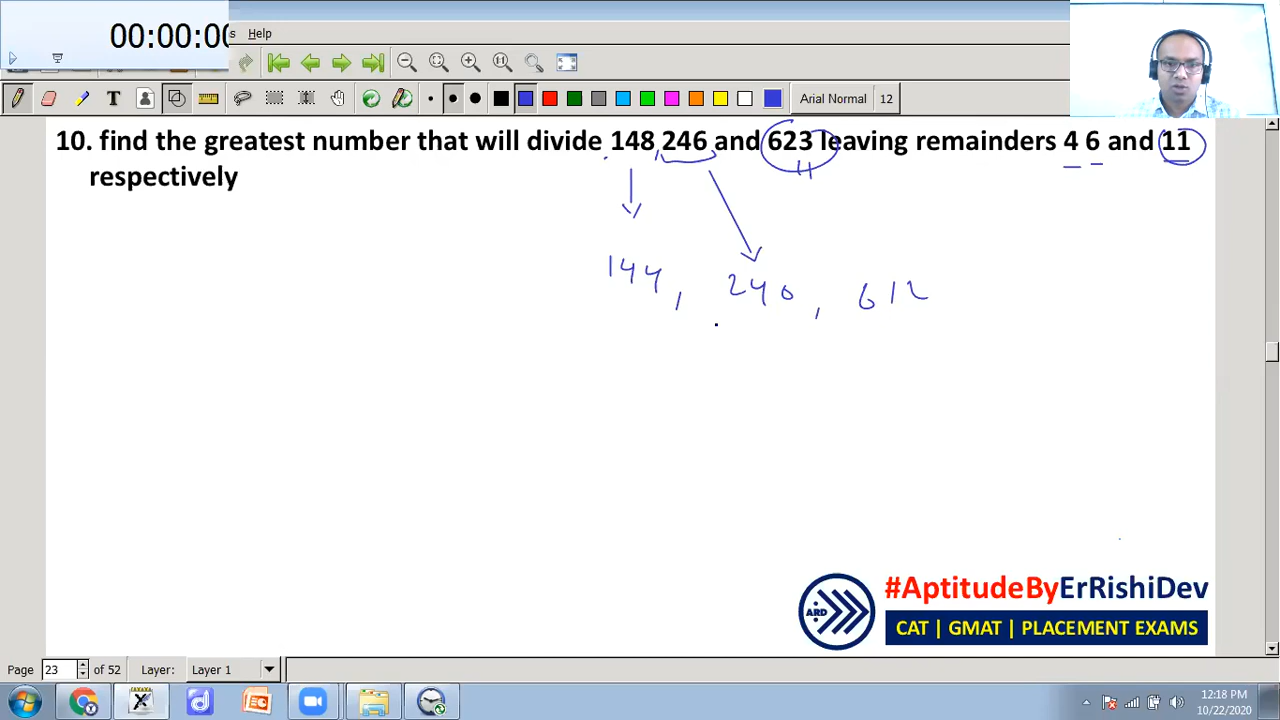 00:00:00
s Help
Arial Normal 12
10. find the greatest number that will divide 148,246 and 623 leaving remainders 4 6 and 11
respectively
144, 240, 612
ARD
#AptitudeByErRishiDev
CAT | GMAT | PLACEMENT EXAMS
Page 23 of 52 Layer: Layer 1
12:18 PM
10/22/2020